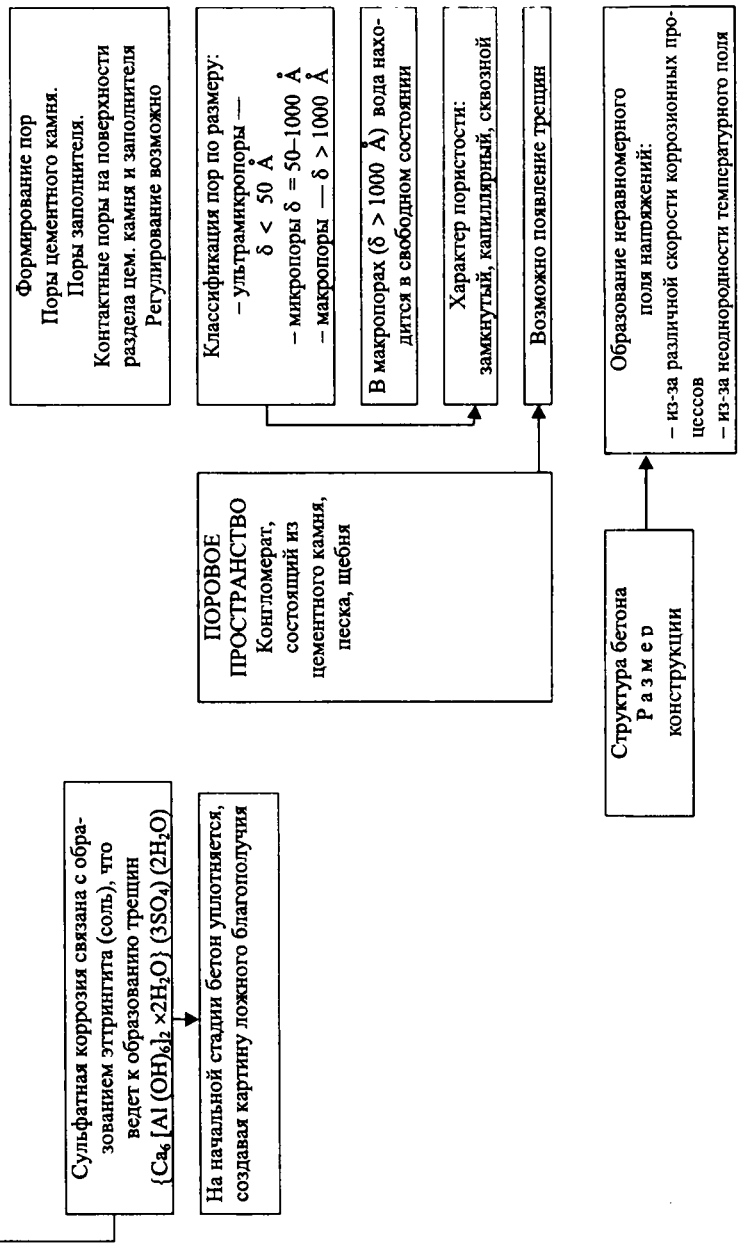 Сульфатная коррозия связана с обра-
зованием эттрингита (соль), что
ведет к образованию трещин
{Ca₆ [Al (OH)₆]₂ ×2H₂O} (3SO₄) (2H₂O)
На начальной стадии бетон уплотняется,
создавая картину ложного благополучия
ПОРОВОЕ
ПРОСТРАНСТВО
Конгломерат,
состоящий из
цементного камня,
песка, щебня
Формирование пор
Поры цементного камня.
Поры заполнителя.
Контактные поры на поверхности
раздела цем. камня и заполнителя
Регулирование возможно
Классификация пор по размеру:
– ультрамикропоры —
δ < 50 Å
– микропоры δ = 50–1000 Å
– макропоры — δ > 1000 Å
В макропорах (δ > 1000 Å) вода нахо-
дится в свободном состоянии
Характер пористости:
замкнутый, капиллярный, сквозной
Возможно появление трещин
Структура бетона
Размер
конструкции
Образование неравномерного
поля напряжений:
– из-за различной скорости коррозионных про-
цессов
– из-за неоднородности температурного поля